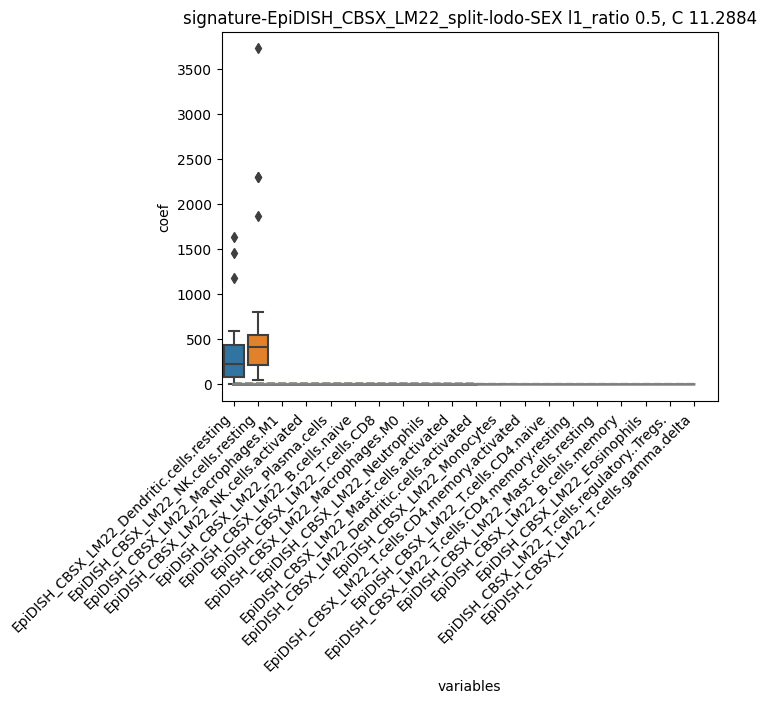 signature-EpiDISH_CBSX_LM22_split-lodo-SEX l1_ratio 0.5, C 11.2884
3500
3000
2500
2000
1500
1000
500
0
coef
EpiDISH_CBSX_LM22_Dendritic.cells.resting
EpiDISH_CBSX_LM22_NK.cells.resting
EpiDISH_CBSX_LM22_Macrophages.M1
EpiDISH_CBSX_LM22_NK.cells.activated
EpiDISH_CBSX_LM22_Plasma.cells
EpiDISH_CBSX_LM22_B.cells.naive
EpiDISH_CBSX_LM22_T.cells.CD8
EpiDISH_CBSX_LM22_Macrophages.M0
EpiDISH_CBSX_LM22_Neutrophils
EpiDISH_CBSX_LM22_Mast.cells.activated
EpiDISH_CBSX_LM22_Dendritic.cells.activated
EpiDISH_CBSX_LM22_Monocytes
EpiDISH_CBSX_LM22_T.cells.CD4.memory.activated
EpiDISH_CBSX_LM22_T.cells.CD4.naive
EpiDISH_CBSX_LM22_T.cells.CD4.memory.resting
EpiDISH_CBSX_LM22_Mast.cells.resting
EpiDISH_CBSX_LM22_B.cells.memory
EpiDISH_CBSX_LM22_Eosinophils
EpiDISH_CBSX_LM22_T.cells.regulatory..Tregs.
EpiDISH_CBSX_LM22_T.cells.gamma.delta
variables